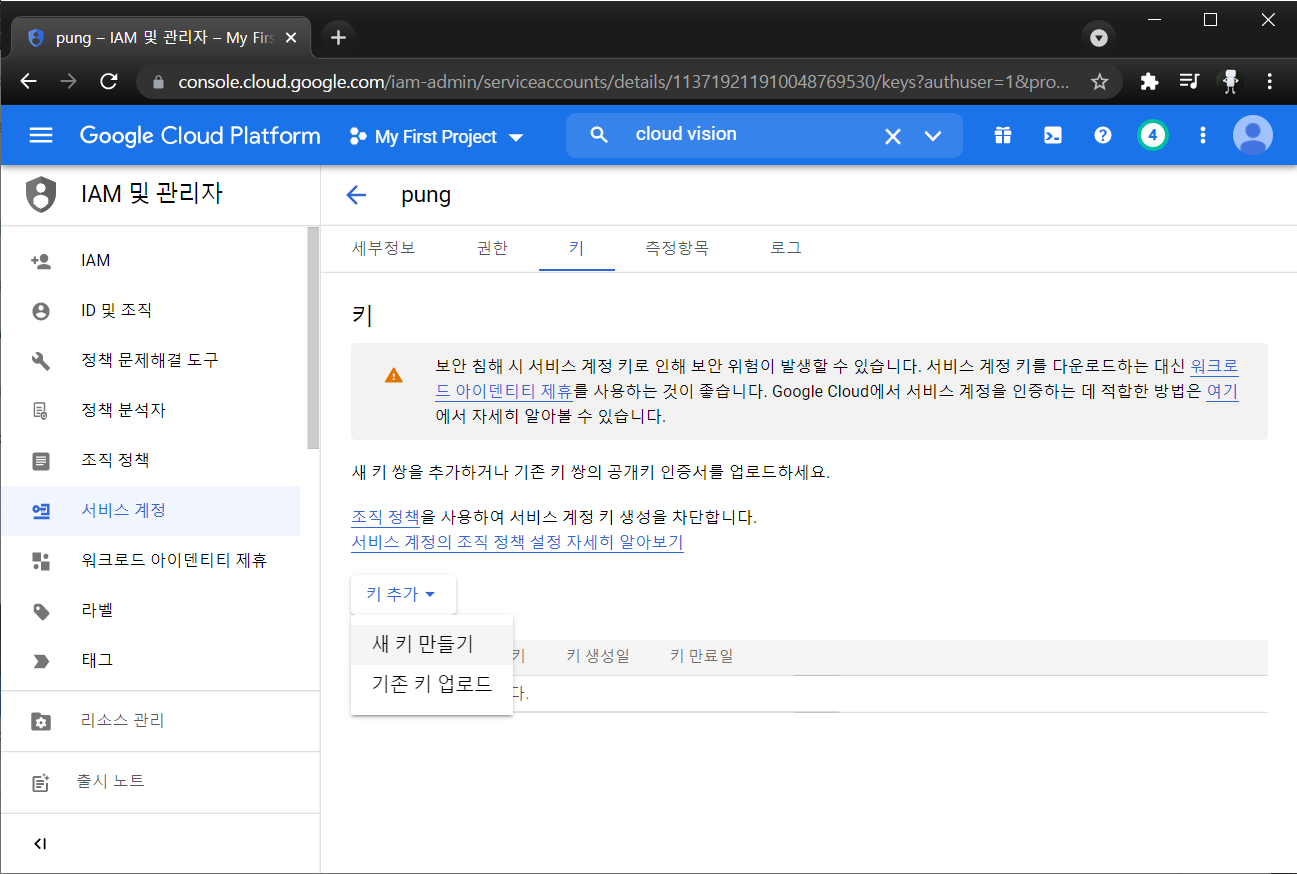 pung – IAM 및 관리자 – My Firs
console.cloud.google.com/iam-admin/serviceaccounts/details/113719211910048769530/keys?authuser=1&pro...
Google Cloud Platform
My First Project
cloud vision
4
IAM 및 관리자
pung
세부정보
권한
키
측정항목
로그
IAM
ID 및 조직
정책 문제해결 도구
정책 분석자
조직 정책
서비스 계정
워크로드 아이덴티티 제휴
라벨
태그
리소스 관리
출시 노트
키
보안 침해 시 서비스 계정 키로 인해 보안 위험이 발생할 수 있습니다. 서비스 계정 키를 다운로드하는 대신 워크로
드 아이덴티티 제휴를 사용하는 것이 좋습니다. Google Cloud에서 서비스 계정을 인증하는 데 적합한 방법은 여기
에서 자세히 알아볼 수 있습니다.
새 키 쌍을 추가하거나 기존 키 쌍의 공개키 인증서를 업로드하세요.
조직 정책을 사용하여 서비스 계정 키 생성을 차단합니다.
서비스 계정의 조직 정책 설정 자세히 알아보기
키 추가
새 키 만들기
기존 키 업로드
키
키 생성일
키 만료일
다.